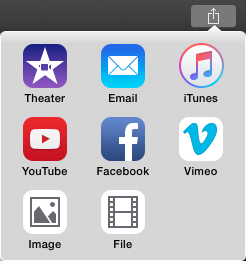 Theater Email iTunes
YouTube Facebook Vimeo
Image File